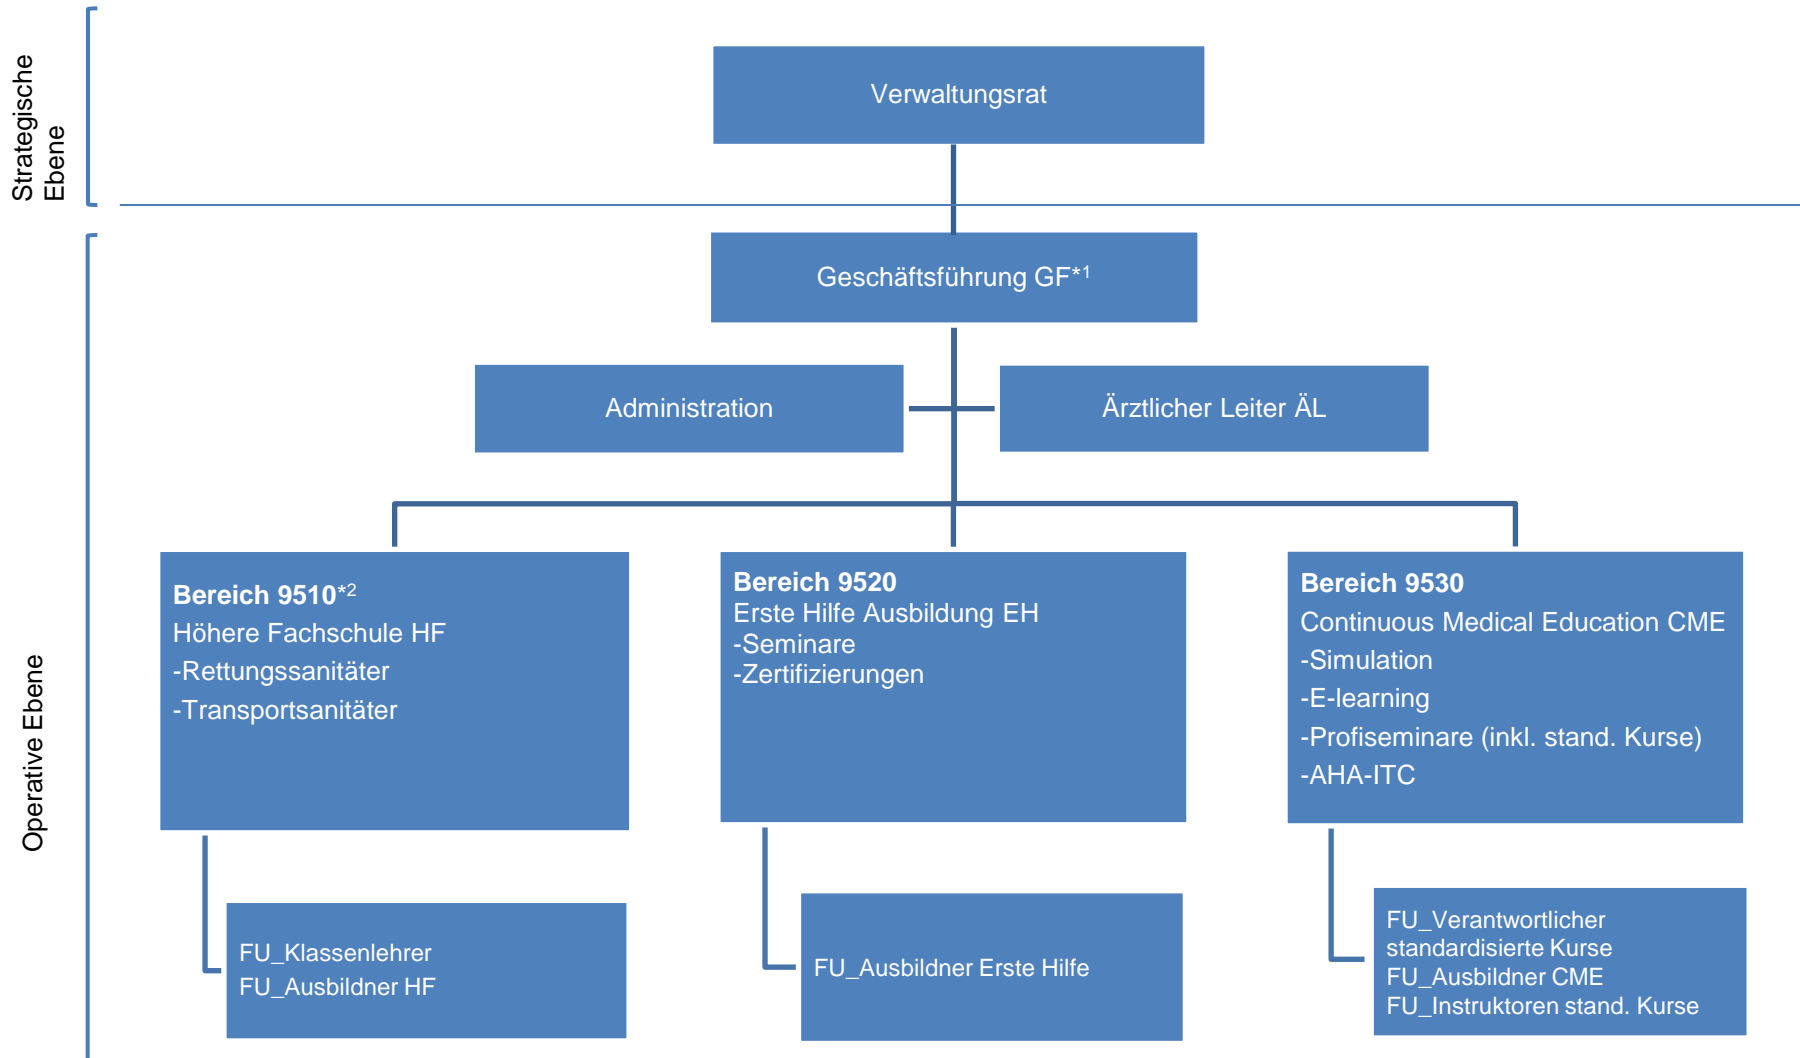 Strategische
Ebene
Verwaltungsrat
Geschäftsführung GF*1
Administration
Ärztlicher Leiter ÄL
Operative Ebene
Bereich 9510*2
Höhere Fachschule HF
-Rettungssanitäter
-Transportsanitäter
Bereich 9520
Erste Hilfe Ausbildung EH
-Seminare
-Zertifizierungen
Bereich 9530
Continuous Medical Education CME
-Simulation
-E-learning
-Profiseminare (inkl. stand. Kurse)
-AHA-ITC
FU_Klassenlehrer
FU_Ausbildner HF
FU_Ausbildner Erste Hilfe
FU_Verantwortlicher
standardisierte Kurse
FU_Ausbildner CME
FU_Instruktoren stand. Kurse